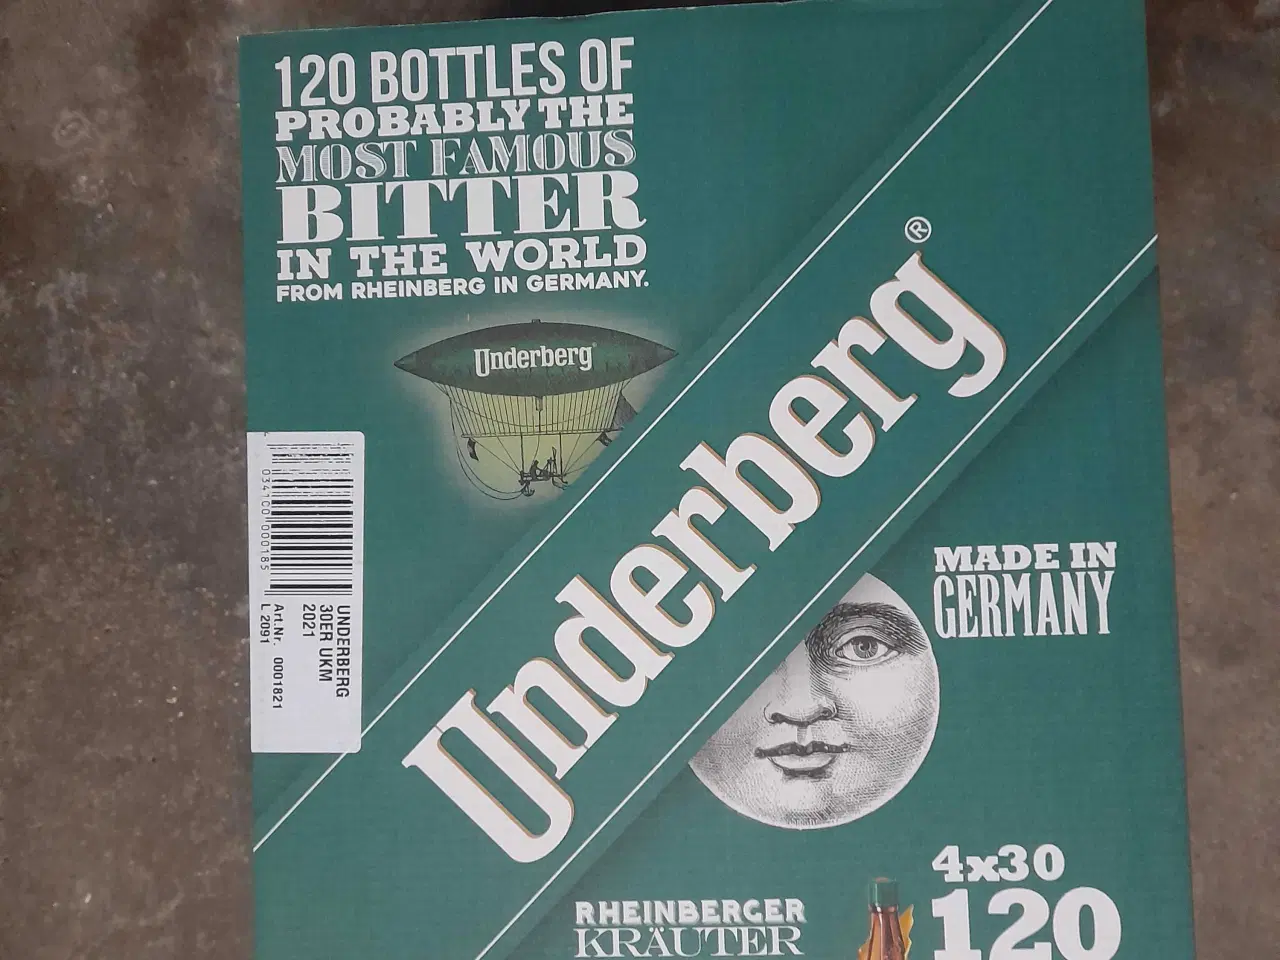 120 BOTTLES OF
PROBABLY THE
MOST FAMOUS
BITTER
IN THE WORLD
FROM RHEINBERG IN GERMANY.
Underberg
Underberg®
UNDERBERG
30ER UKM
2021
Art.Nr. 0001821
L 2091
MADE IN
GERMANY
4x30
120
RHEINBERGER
KRÄUTER